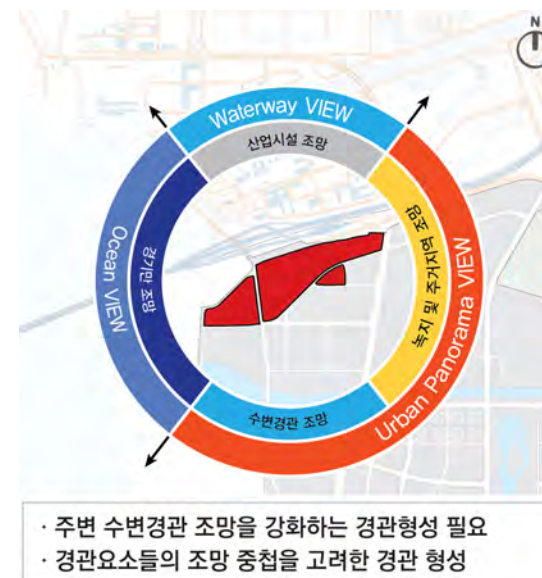 N
Waterway VIEW
산업시설 조망
Ocean VIEW
경기만 조망
녹지 및 주거지역 조망
Urban Panorama VIEW
수변경관 조망
· 주변 수변경관 조망을 강화하는 경관형성 필요
· 경관요소들의 조망 중첩을 고려한 경관 형성